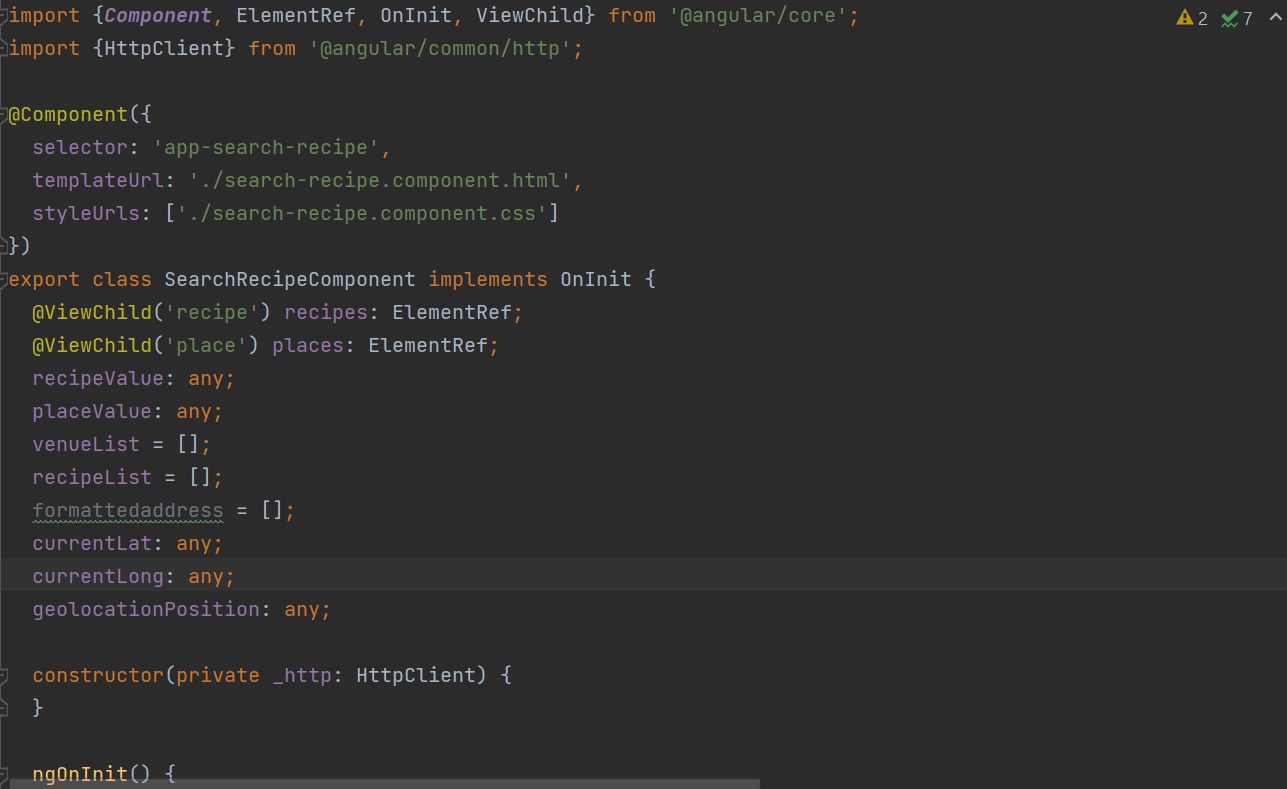 import {Component, ElementRef, OnInit, ViewChild} from '@angular/core';
2 7
import {HttpClient} from '@angular/common/http';
@Component({
  selector: 'app-search-recipe',
  templateUrl: './search-recipe.component.html',
  styleUrls: ['./search-recipe.component.css']
})
export class SearchRecipeComponent implements OnInit {
  @ViewChild('recipe') recipes: ElementRef;
  @ViewChild('place') places: ElementRef;
  recipeValue: any;
  placeValue: any;
  venueList = [];
  recipeList = [];
  formattedaddress = [];
  currentLat: any;
  currentLong: any;
  geolocationPosition: any;
  constructor(private _http: HttpClient) {
  }
  ngOnInit() {